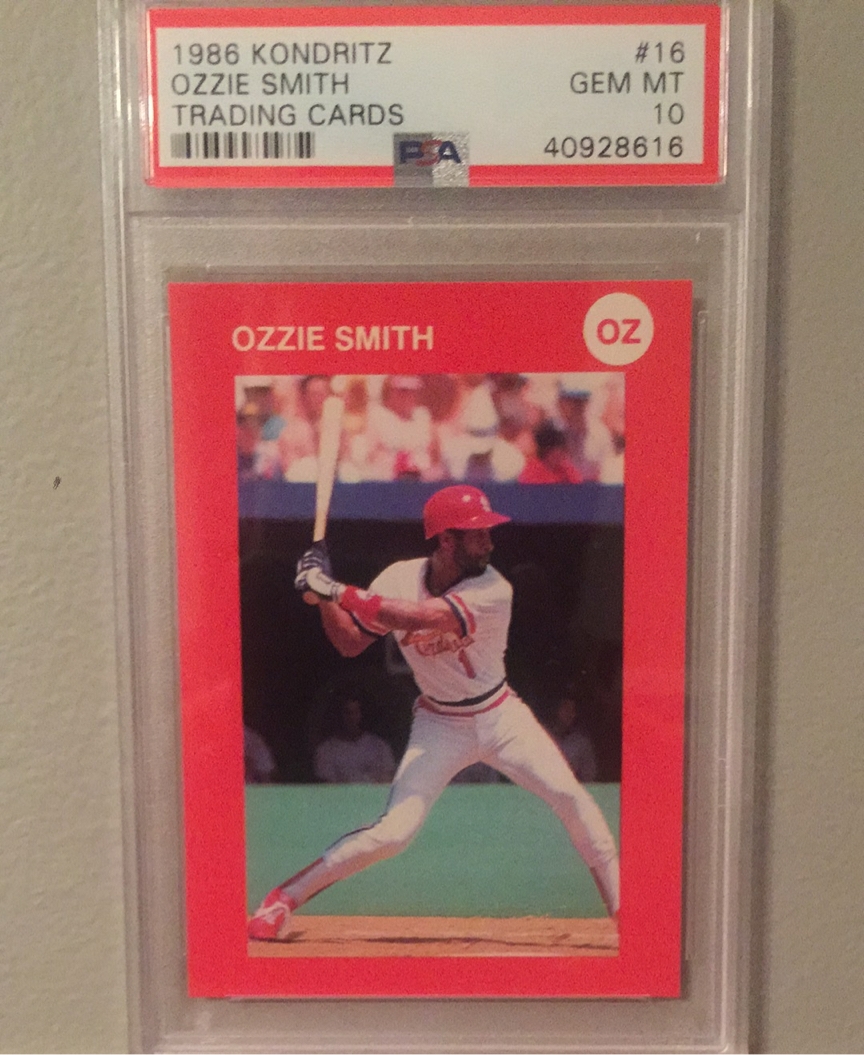 1986 KONDRITZ #16
OZZIE SMITH GEM MT
TRADING CARDS 10
PSA 40928616
OZZIE SMITH OZ
Cardinals
1